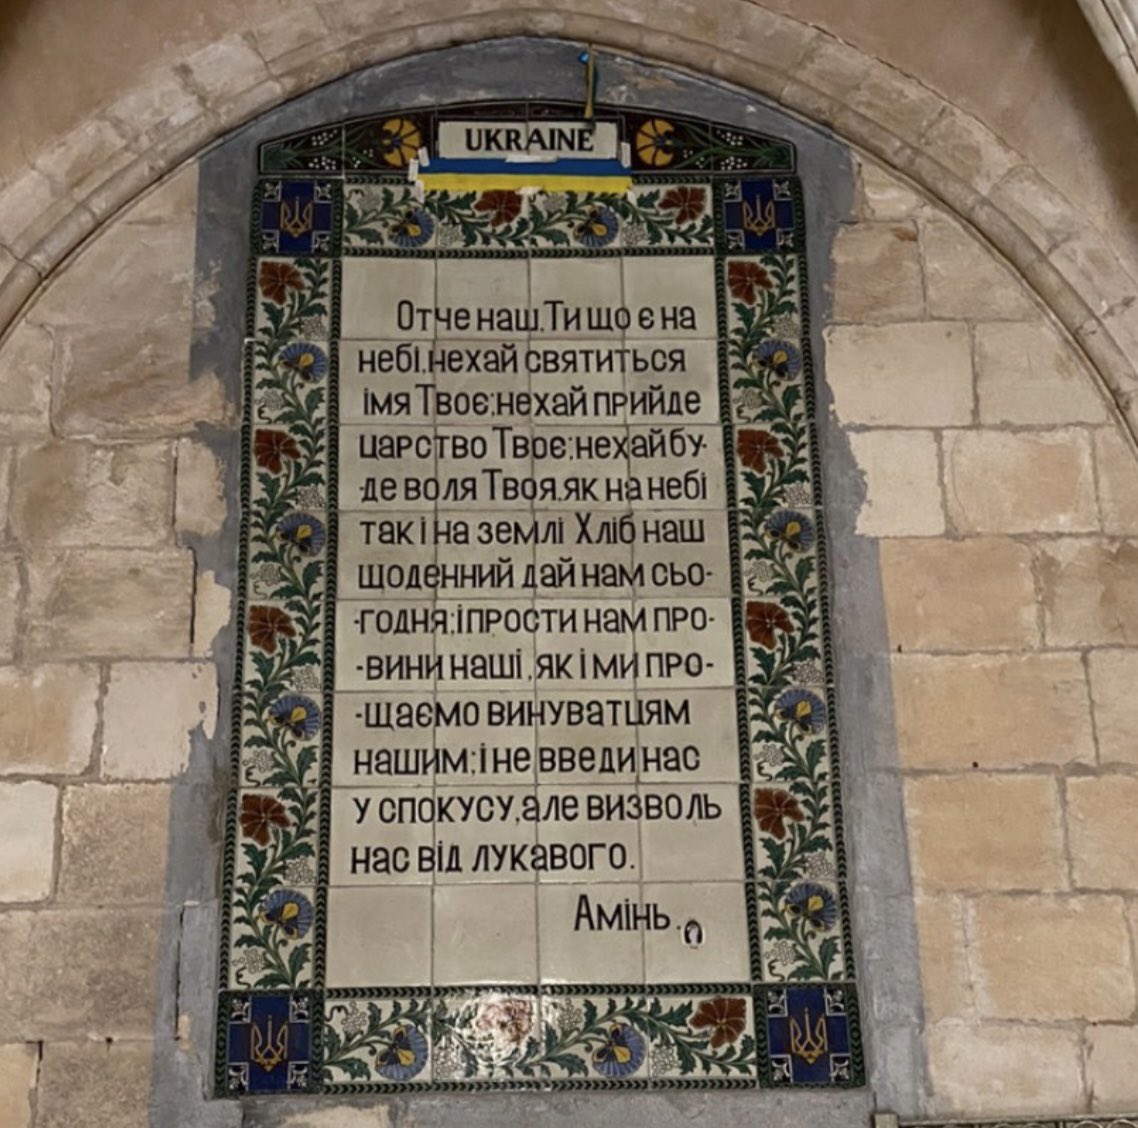 UKRAINE
Отче наш, Ти що є на
небі, нехай святиться
імя Твоє; нехай прийде
царство Твоє; нехай бу-
-де воля Твоя, як на небі
так і на землі Хліб наш
щоденний дай нам сьо-
-годня; і прости нам про-
-вини наші, як і ми про-
-щаємо винуватцям
нашим; і не введи нас
у спокусу, але визволь
нас від лукавого.
Амінь.